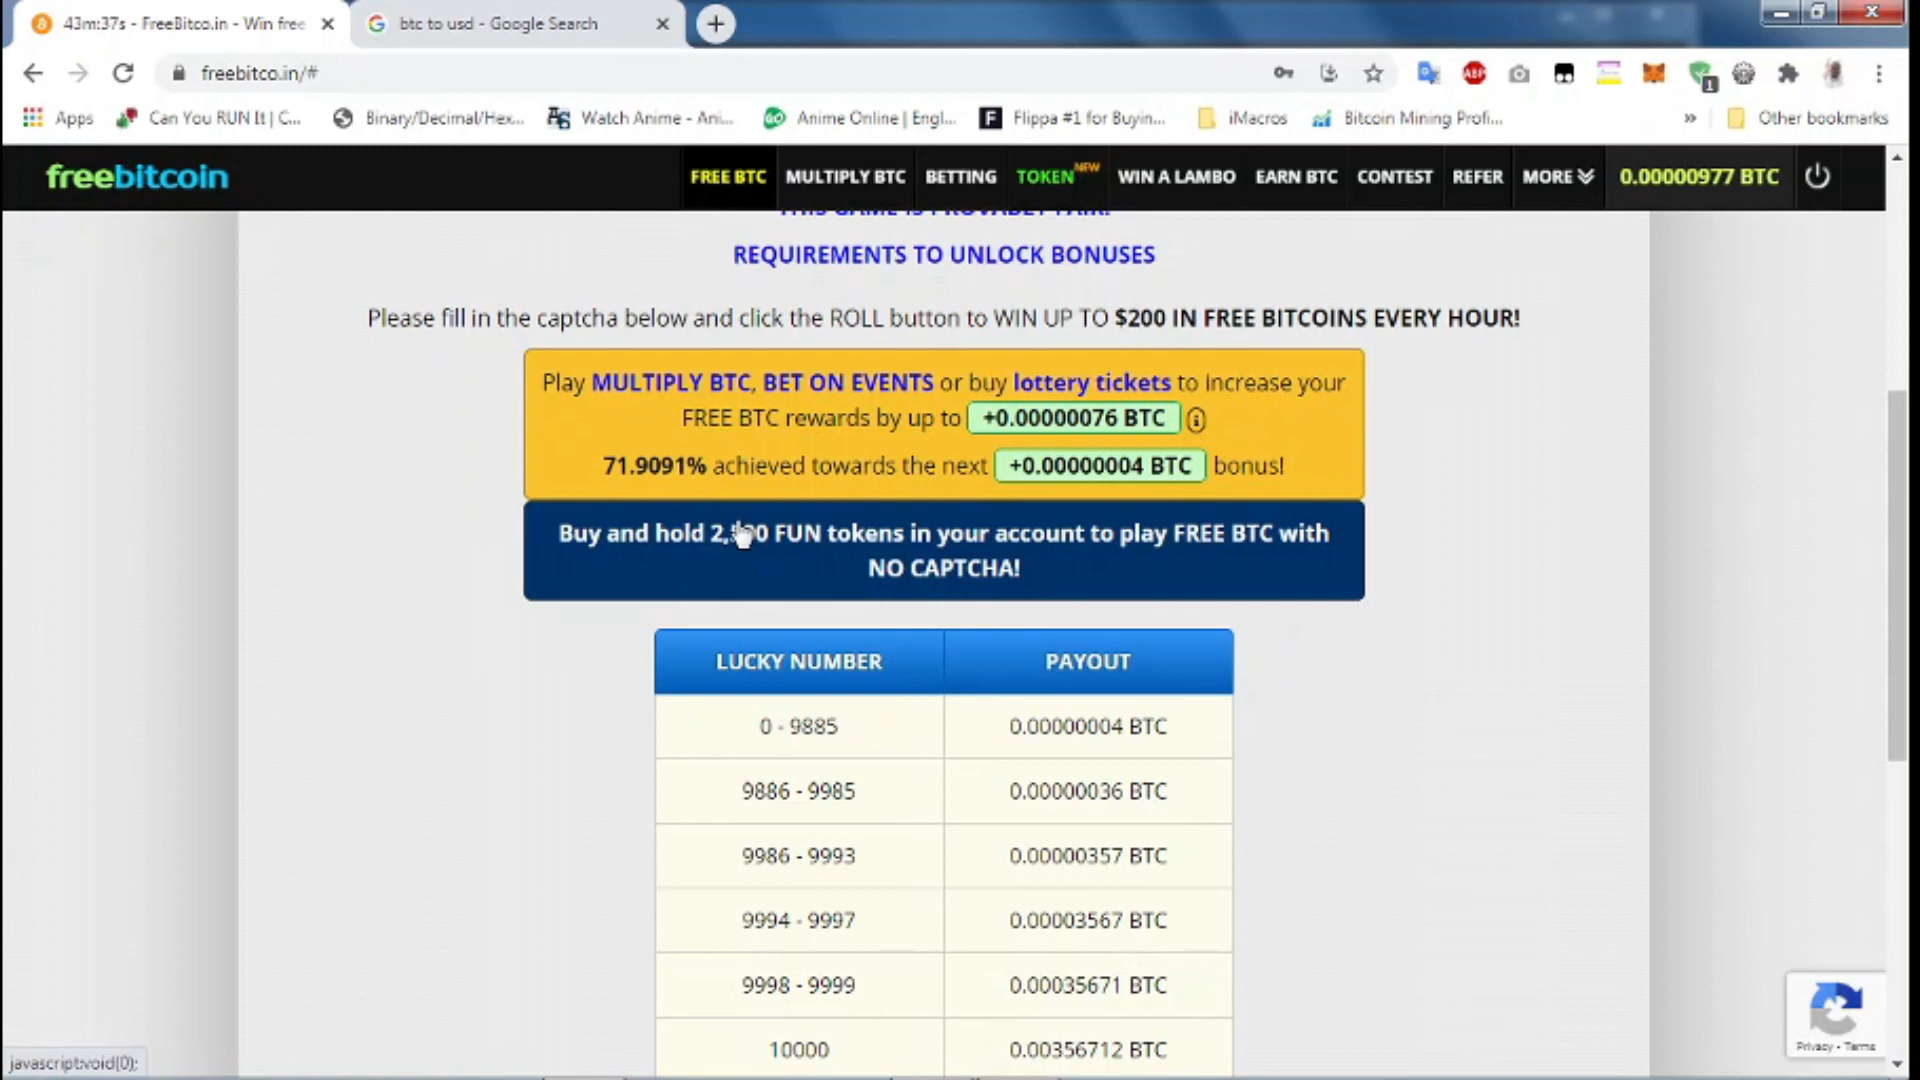 43m:37s - FreeBitco.in - Win free
btc to usd - Google Search
freebitco.in/#
ABP
1
Apps
Can You RUN It | C...
Binary/Decimal/Hex...
Watch Anime - Ani...
Anime Online | Engl...
Flippa #1 for Buyin...
iMacros
Bitcoin Mining Profi...
»
Other bookmarks
freebitcoin
FREE BTC
MULTIPLY BTC
BETTING
TOKEN NEW
WIN A LAMBO
EARN BTC
CONTEST
REFER
MORE
0.00000977 BTC
THIS GAME IS PROVABLY FAIR!
REQUIREMENTS TO UNLOCK BONUSES
Please fill in the captcha below and click the ROLL button to WIN UP TO $200 IN FREE BITCOINS EVERY HOUR!
Play MULTIPLY BTC, BET ON EVENTS or buy lottery tickets to increase your
FREE BTC rewards by up to +0.00000076 BTC
71.9091% achieved towards the next +0.00000004 BTC bonus!
Buy and hold FUN tokens in your account to play FREE BTC with
NO CAPTCHA!
LUCKY NUMBER PAYOUT
0 - 9885 0.00000004 BTC
9886 - 9985 0.00000036 BTC
9986 - 9993 0.00000357 BTC
9994 - 9997 0.00003567 BTC
9998 - 9999 0.00035671 BTC
10000 0.00356712 BTC
Privacy - Terms
javascript:void(0);